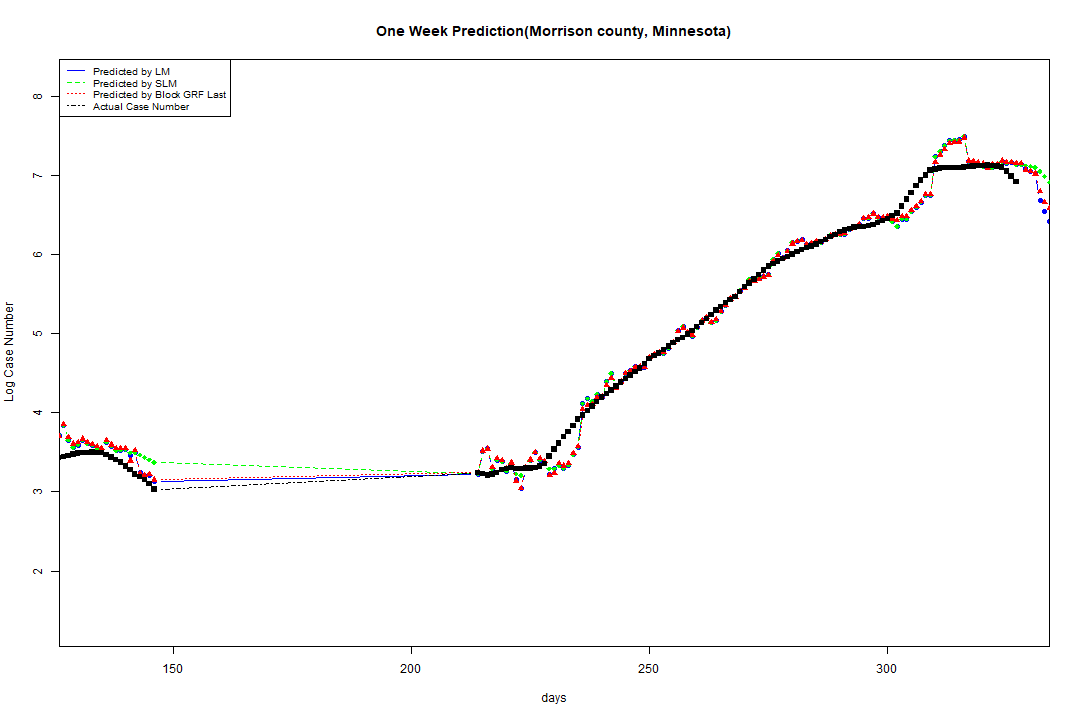 One Week Prediction(Morrison county, Minnesota)
Predicted by LM
Predicted by SLM
Predicted by Block GRF Last
Actual Case Number
8
7
6
5
4
3
2
Log Case Number
150
200
250
300
days